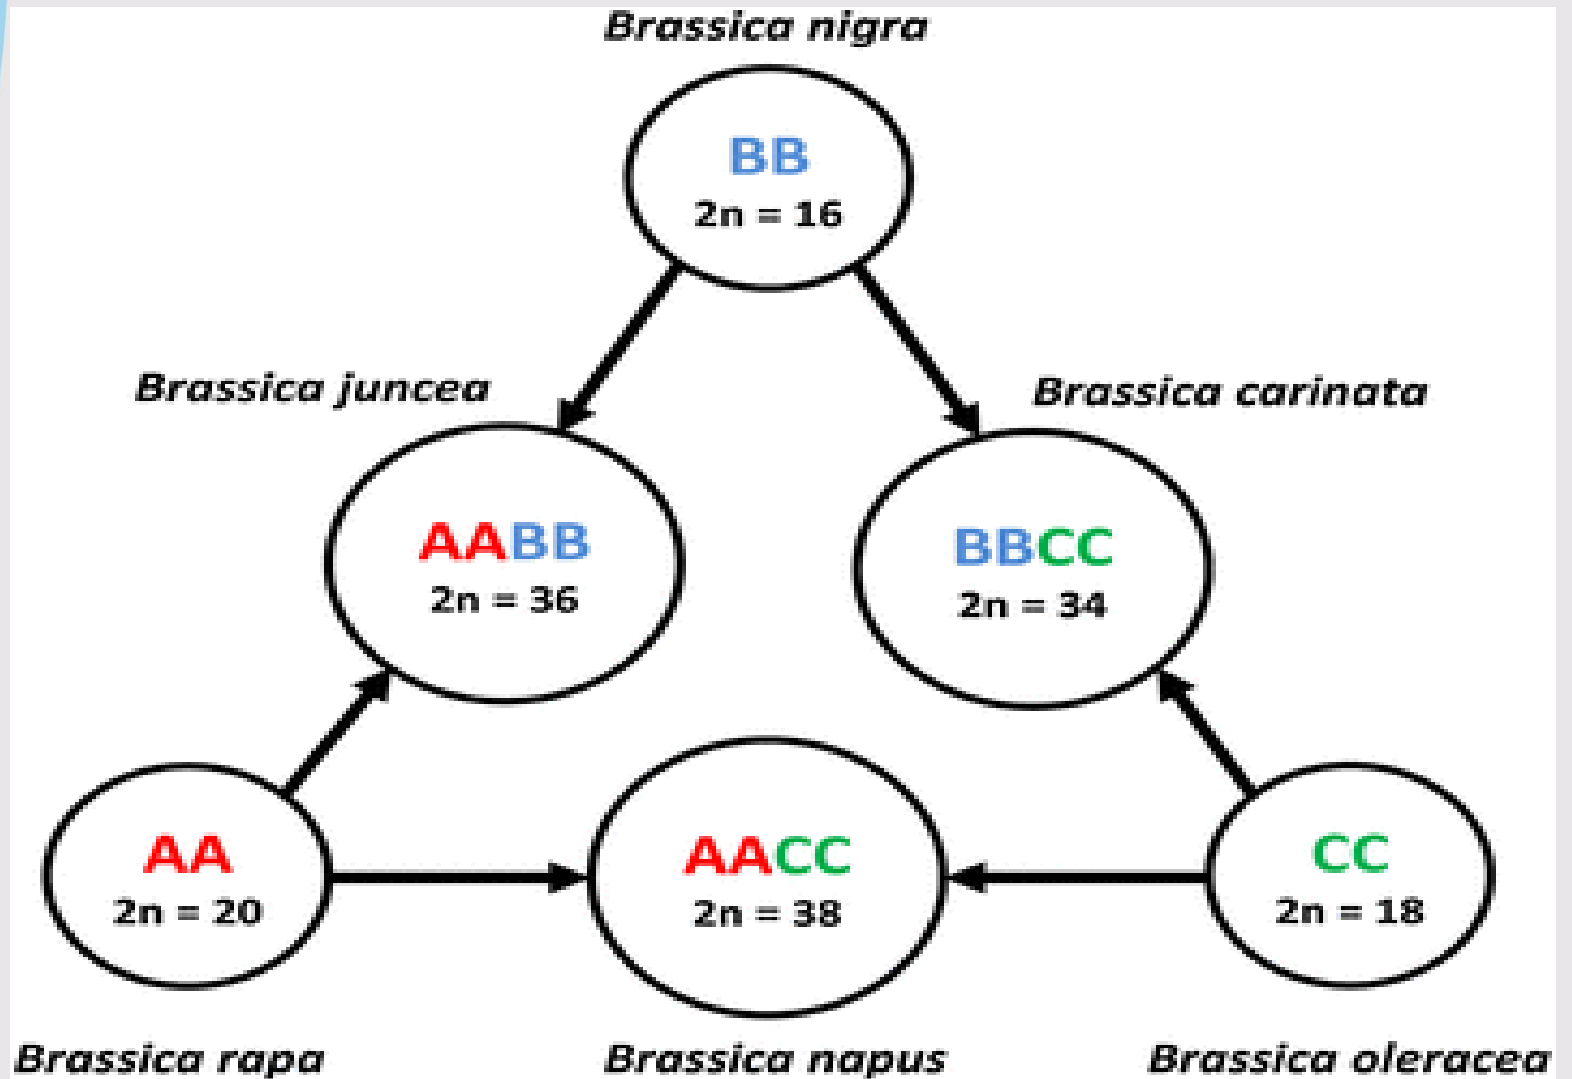 Brassica nigra
BB
2n = 16
Brassica juncea
Brassica carinata
AABB
2n = 36
BBCC
2n = 34
AA
2n = 20
AACC
2n = 38
CC
2n = 18
Brassica rapa
Brassica napus
Brassica oleracea